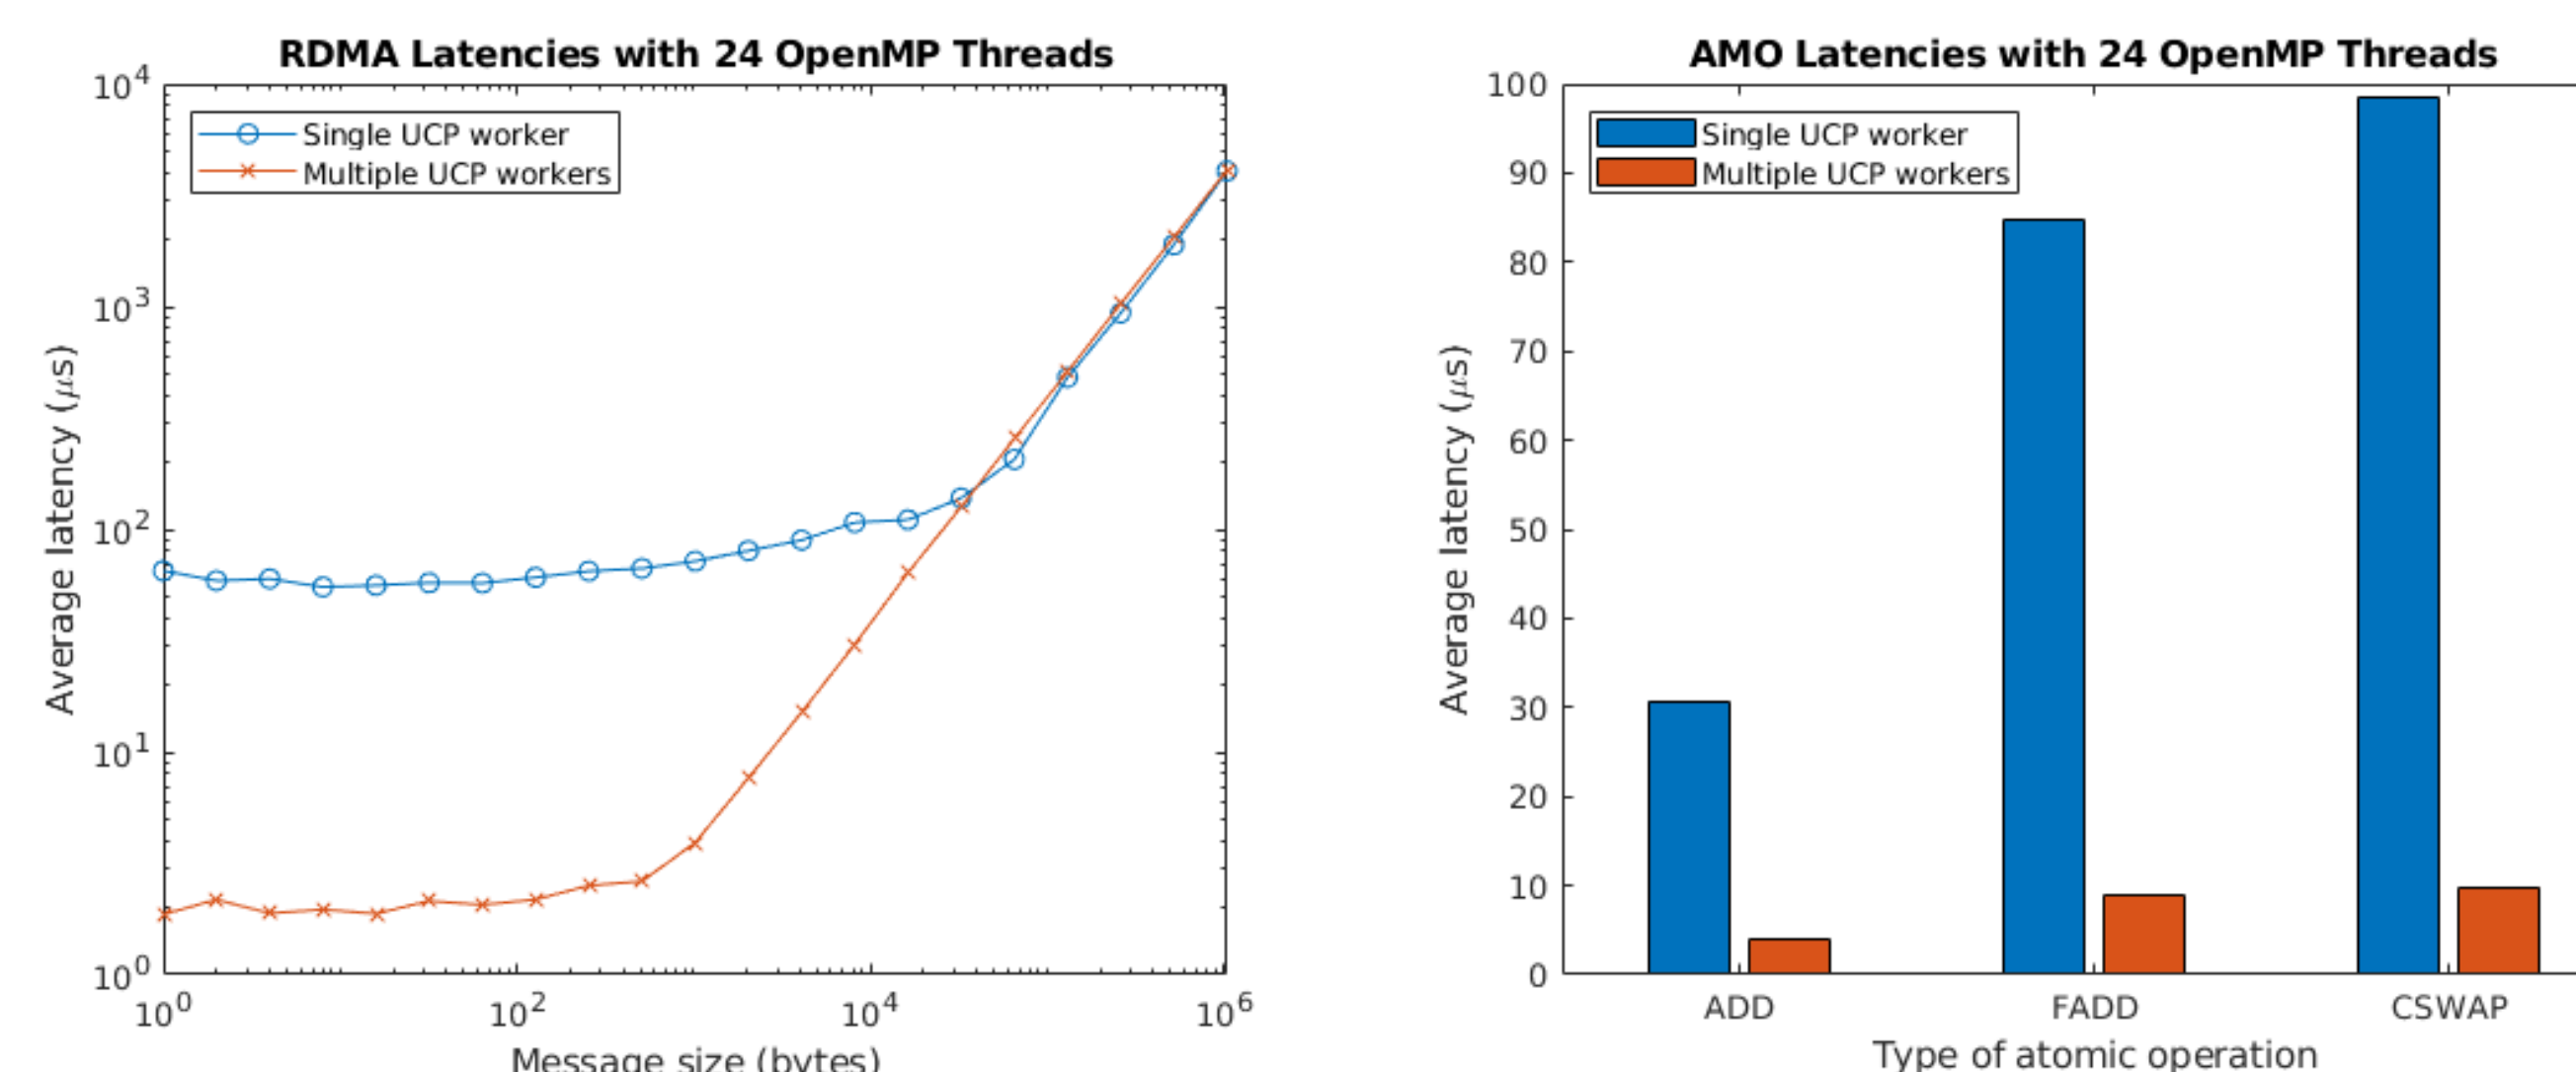 RDMA Latencies with 24 OpenMP Threads
10^4
10^3
10^2
10^1
10^0
Average latency (μs)
Single UCP worker
Multiple UCP workers
10^0 10^2 10^4 10^6
Message size (bytes)
AMO Latencies with 24 OpenMP Threads
100
90
80
70
60
50
40
30
20
10
0
Average latency (μs)
Single UCP worker
Multiple UCP workers
ADD FADD CSWAP
Type of atomic operation